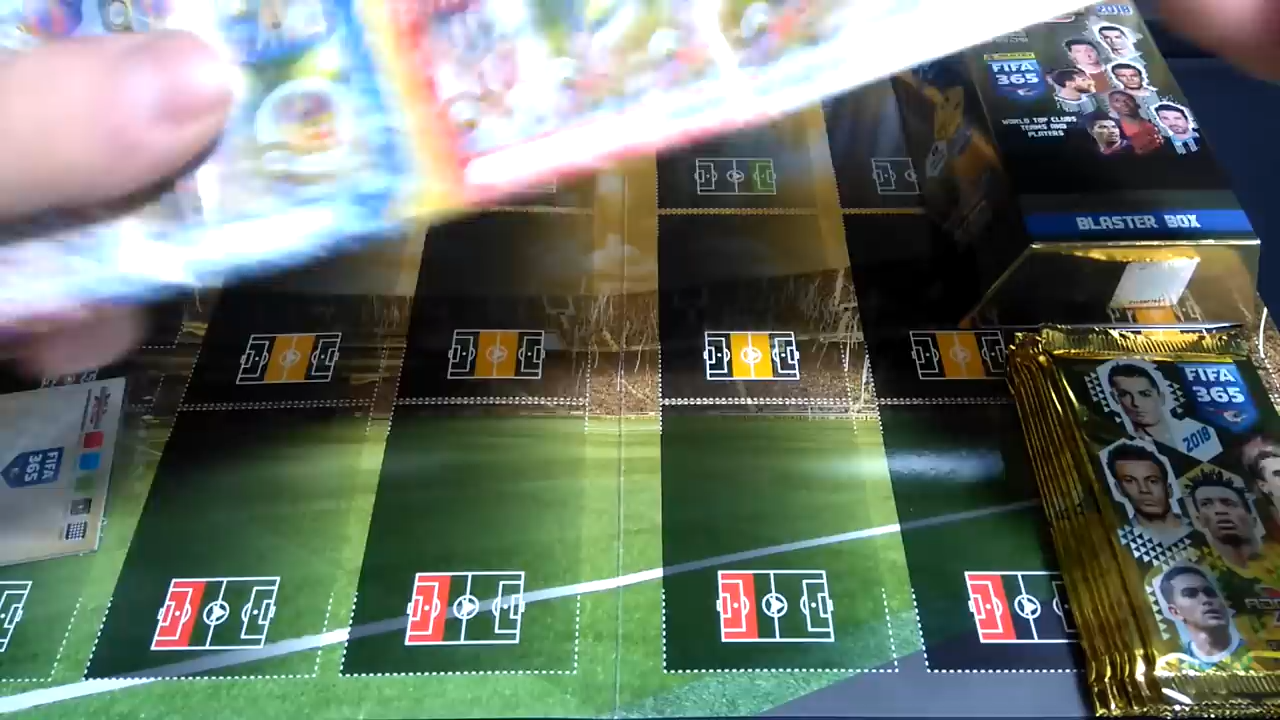 2018
FIFA
365
WORLD TOP CLUBS
TEAMS AND
PLAYERS
BLASTER BOX
FIFA
365
2018
FIFA
365